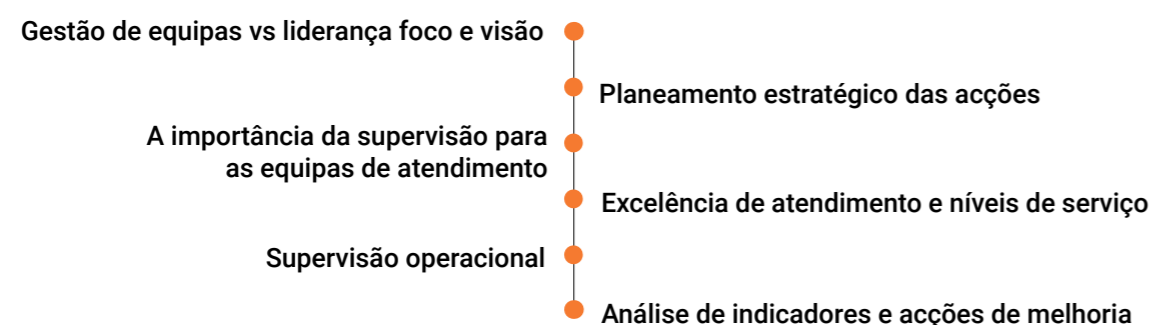 Gestão de equipas vs liderança foco e visão
Planeamento estratégico das acções
A importância da supervisão para
as equipas de atendimento
Excelência de atendimento e níveis de serviço
Supervisão operacional
Análise de indicadores e acções de melhoria